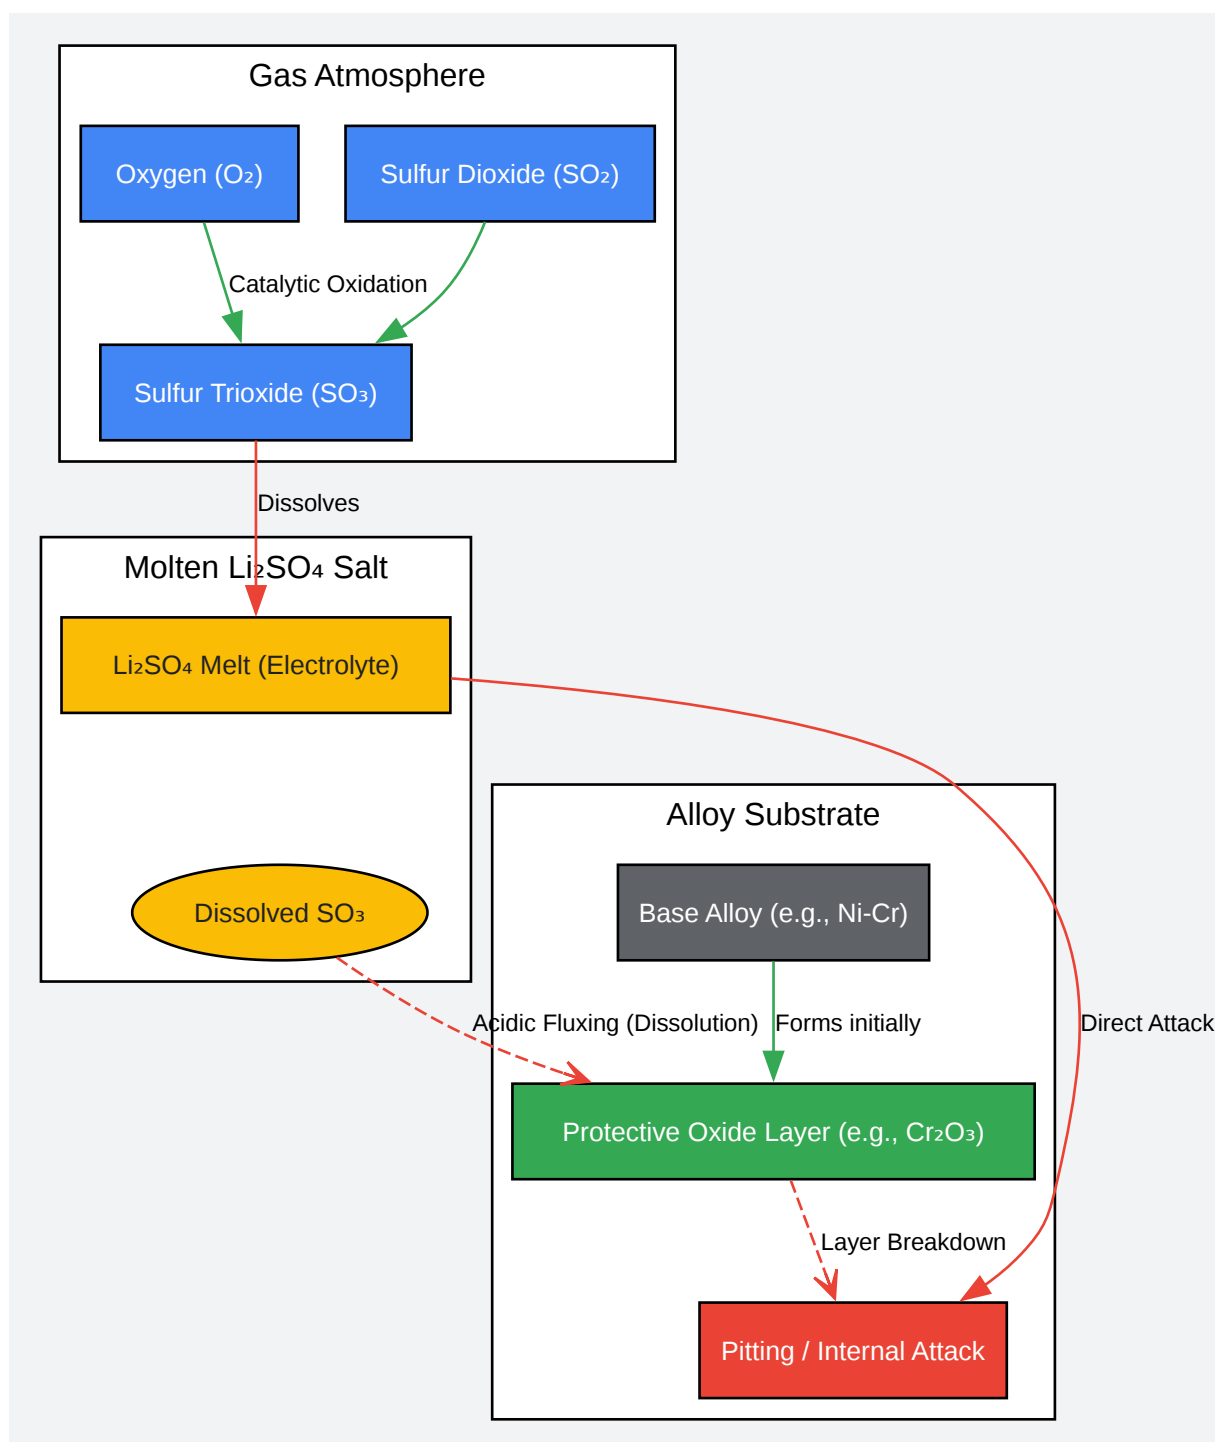 Gas Atmosphere
Oxygen (O₂)
Sulfur Dioxide (SO₂)
Catalytic Oxidation
Sulfur Trioxide (SO₃)
Dissolves
Molten Li₂SO₄ Salt
Li₂SO₄ Melt (Electrolyte)
Alloy Substrate
Dissolved SO₃
Base Alloy (e.g., Ni-Cr)
Acidic Fluxing (Dissolution)
Forms initially
Direct Attack
Protective Oxide Layer (e.g., Cr₂O₃)
Layer Breakdown
Pitting / Internal Attack